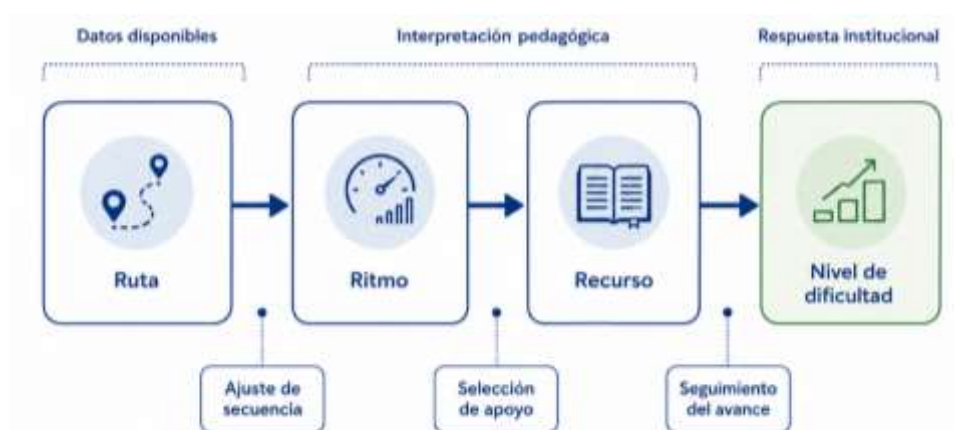 Datos disponibles
Interpretación pedagógica
Respuesta institucional
Ruta
Ritmo
Recurso
Nivel de
dificultad
Ajuste de
secuencia
Selección
de apoyo
Seguimiento
del avance